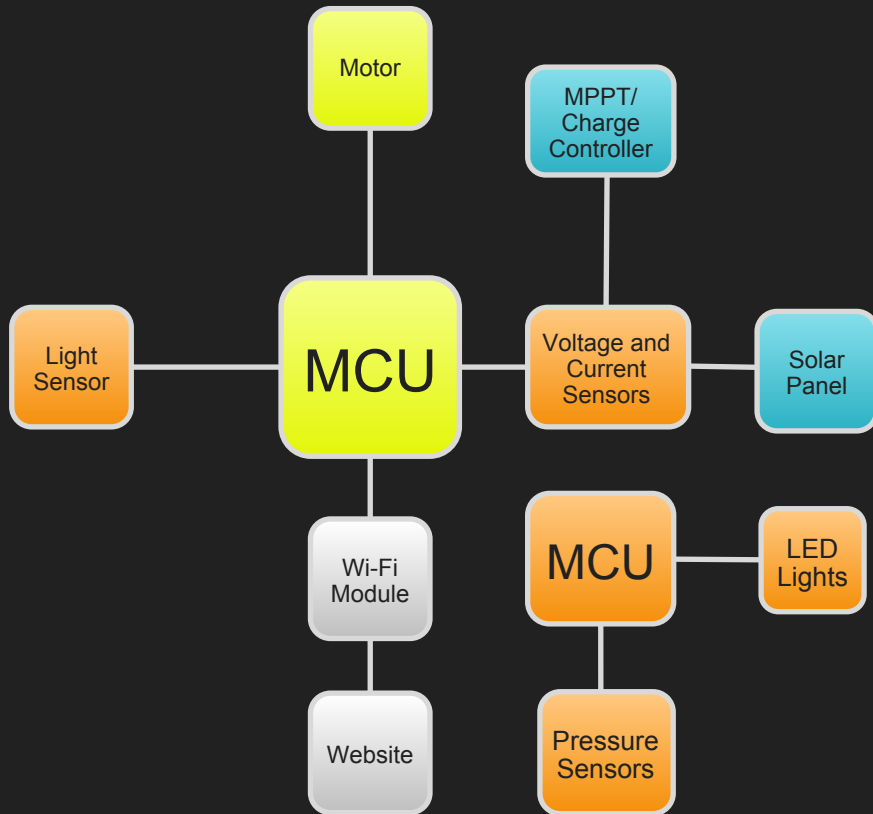 Motor
MPPT/
Charge
Controller
Light
Sensor
MCU
Voltage and
Current
Sensors
Solar
Panel
Wi-Fi
Module
MCU
LED
Lights
Website
Pressure
Sensors